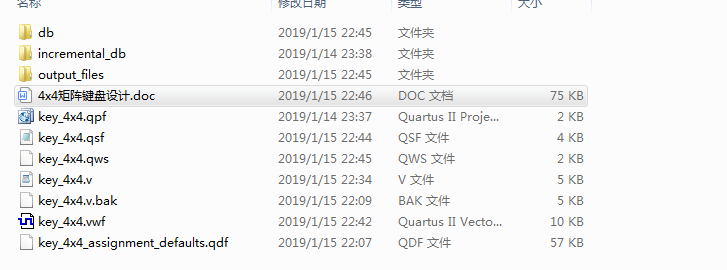 名称 修改日期 类型 大小
db 2019/1/15 22:45 文件夹
incremental_db 2019/1/14 23:38 文件夹
output_files 2019/1/15 22:45 文件夹
4x4矩阵键盘设计.doc 2019/1/15 22:46 DOC 文档 75 KB
key_4x4.qpf 2019/1/14 23:37 Quartus II Proje... 2 KB
key_4x4.qsf 2019/1/15 22:44 QSF 文件 4 KB
key_4x4.qws 2019/1/15 22:45 QWS 文件 2 KB
key_4x4.v 2019/1/15 22:34 V 文件 5 KB
key_4x4.v.bak 2019/1/15 22:09 BAK 文件 5 KB
key_4x4.vwf 2019/1/15 22:42 Quartus II Vecto... 10 KB
key_4x4_assignment_defaults.qdf 2019/1/15 22:07 QDF 文件 57 KB